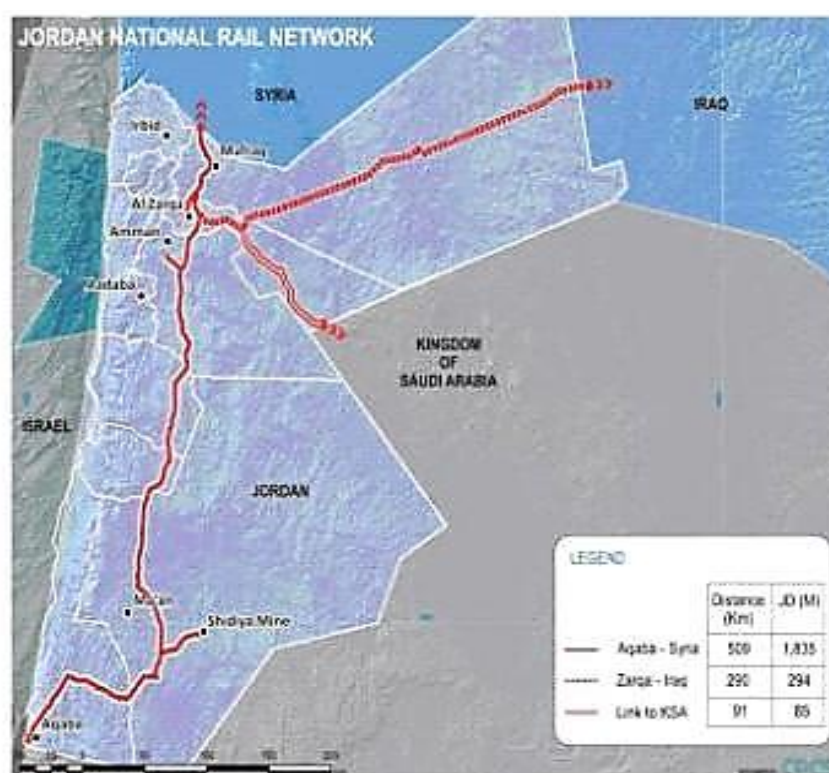 JORDAN NATIONAL RAIL NETWORK
SYRIA
IRAQ
Irbid
Mafraq
Al Zarqa
Amman
Madaba
KINGDOM
OF
SAUDI ARABIA
ISRAEL
JORDAN
Ma'an
Shidiya Mine
Aqaba
LEGEND
Distance (Km) JD (M)
Aqaba - Syria 509 1,835
Zarqa - Iraq 290 294
Link to KSA 91 85